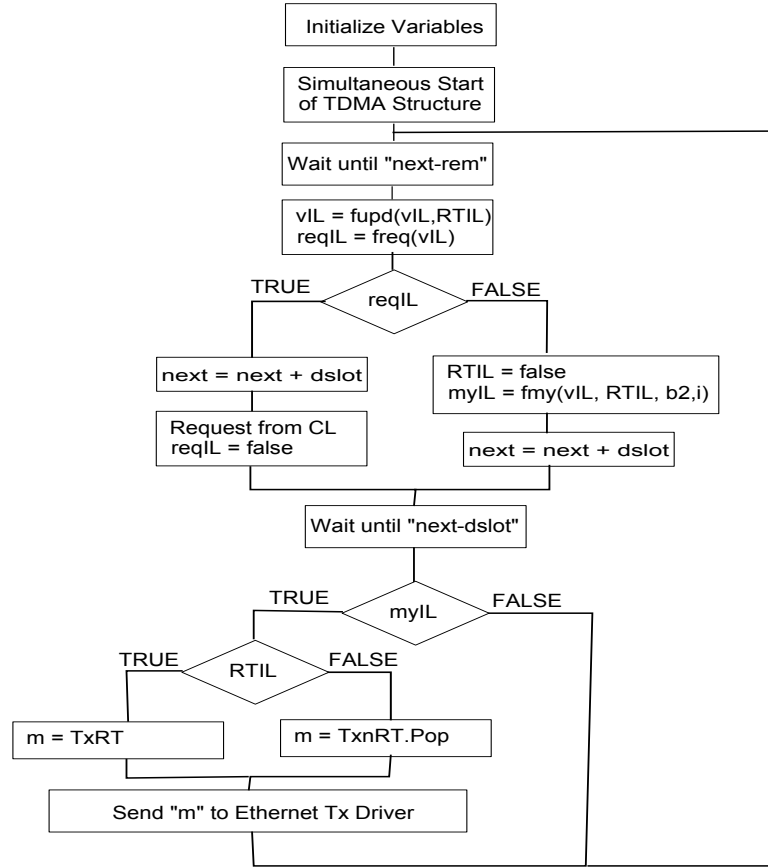 Initialize Variables
Simultaneous Start
of TDMA Structure
Wait until "next-rem"
vIL = fupd(vIL,RTIL)
reqIL = freq(vIL)
TRUE
reqIL
FALSE
next = next + dslot
Request from CL
reqIL = false
RTIL = false
myIL = fmy(vIL, RTIL, b2,i)
next = next + dslot
Wait until "next-dslot"
TRUE
myIL
FALSE
TRUE
RTIL
FALSE
m = TxRT
m = TxnRT.Pop
Send "m" to Ethernet Tx Driver